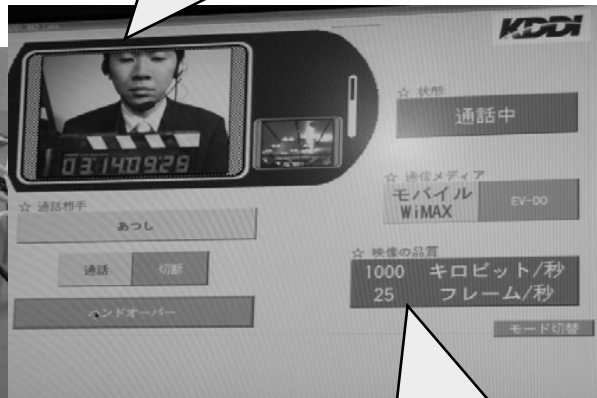 KDDI
☆ 状態
通話中
03:14:09:28
☆ 通信メディア
モバイル
WiMAX
EV-DO
☆ 通話相手
あつし
☆ 映像の品質
1000 キロビット/秒
25 フレーム/秒
通話
切断
ハンドオーバー
モード切替